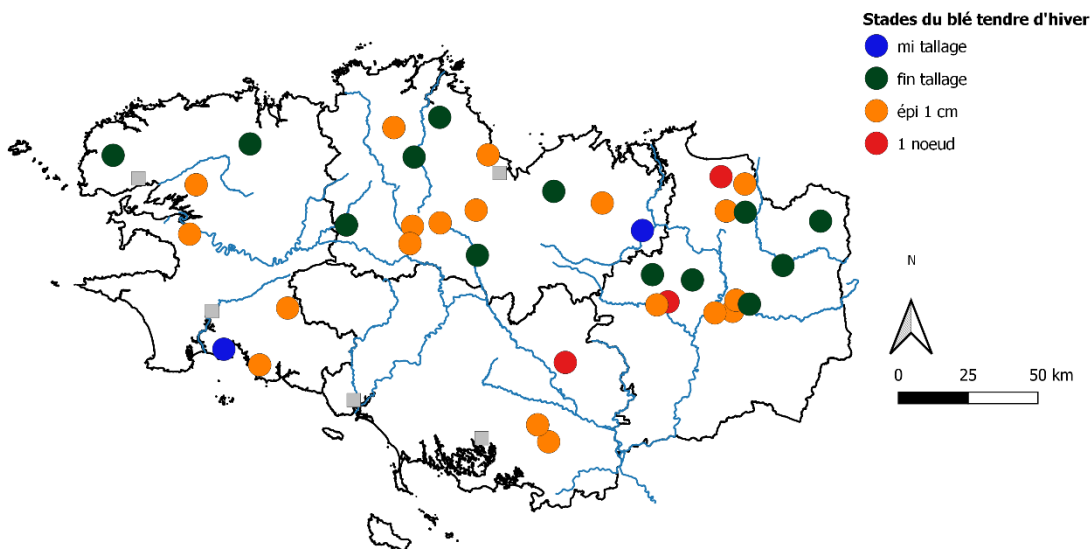 Stades du blé tendre d'hiver
mi tallage
fin tallage
épi 1 cm
1 noeud
N
0 25 50 km